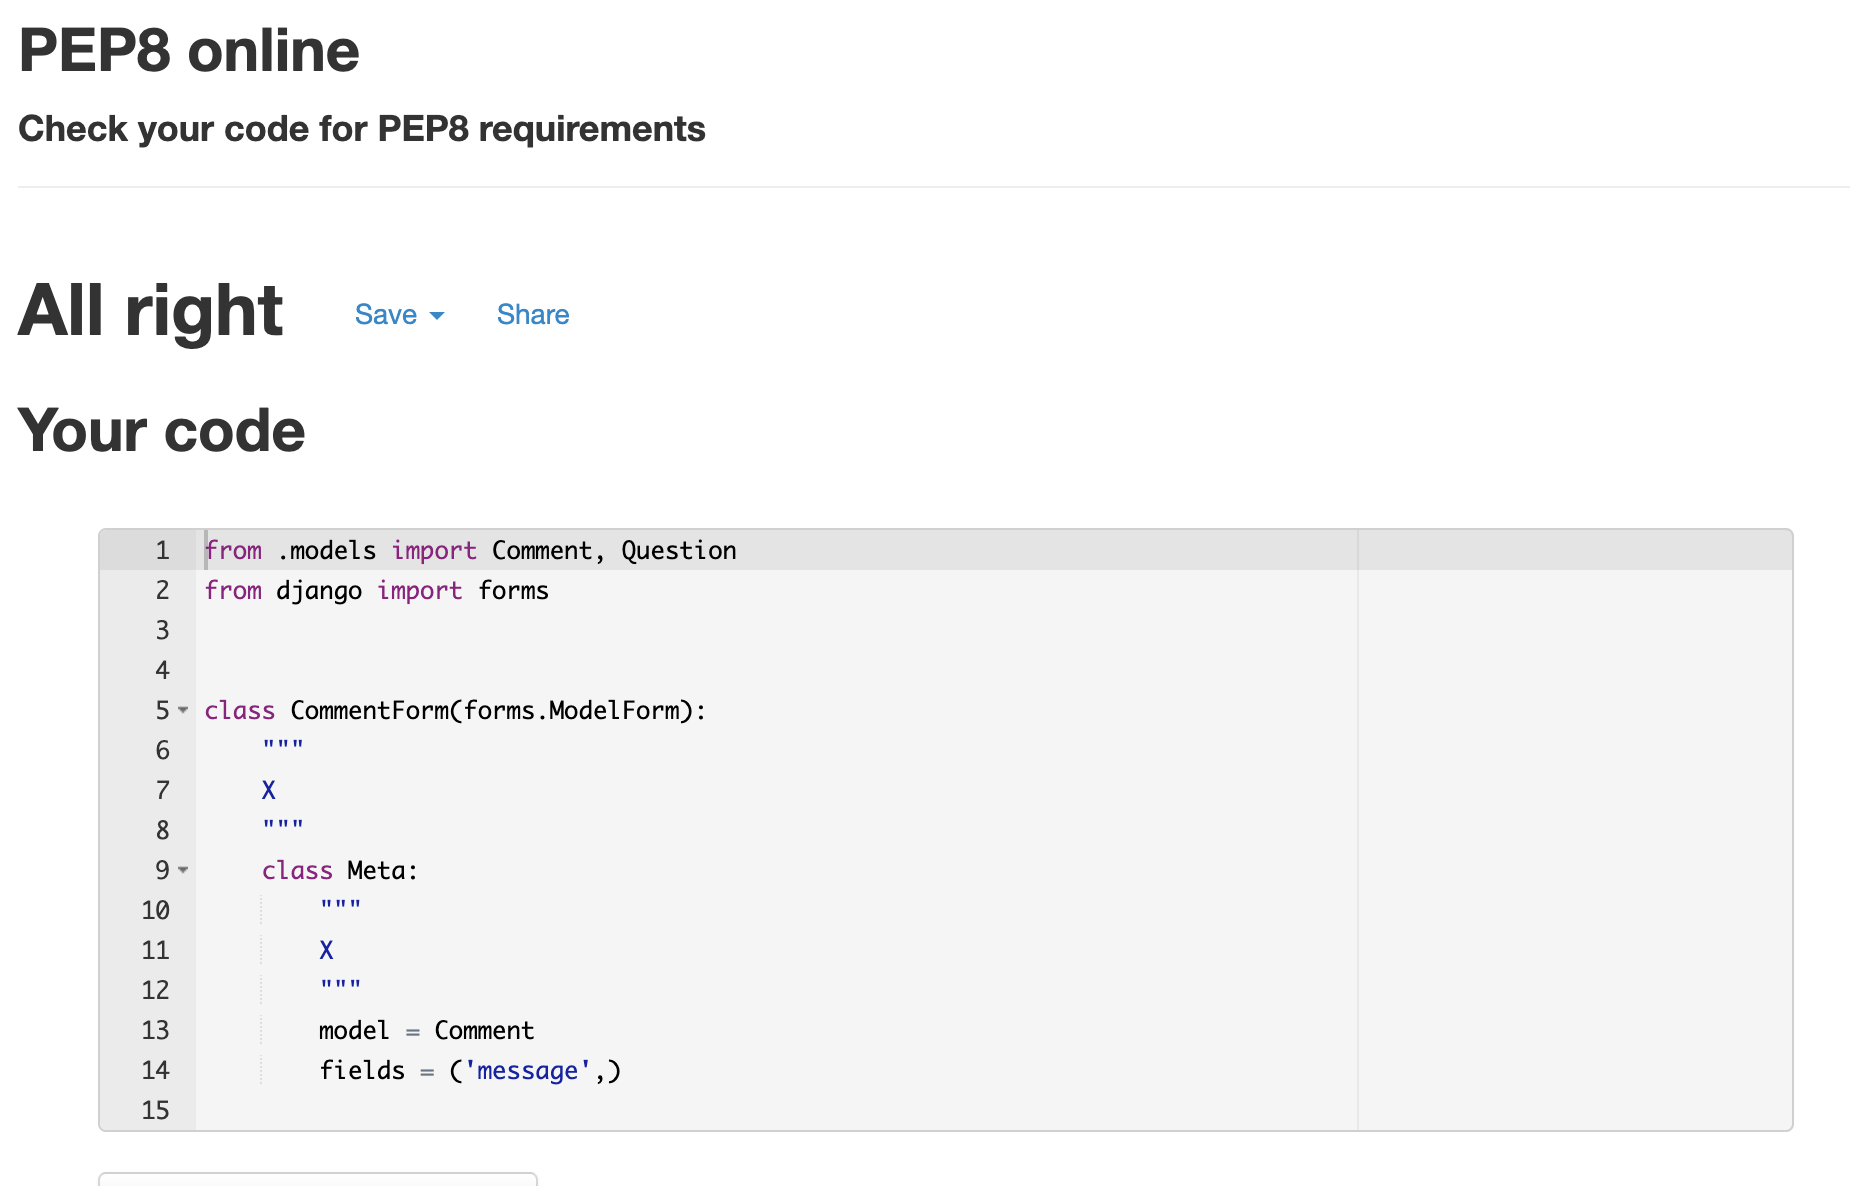 PEP8 online
Check your code for PEP8 requirements
All right Save Share
Your code
1 from .models import Comment, Question
2 from django import forms
3
4
5 class CommentForm(forms.ModelForm):
6     """
7     X
8     """
9     class Meta:
10         """
11         X
12         """
13         model = Comment
14         fields = ('message',)
15